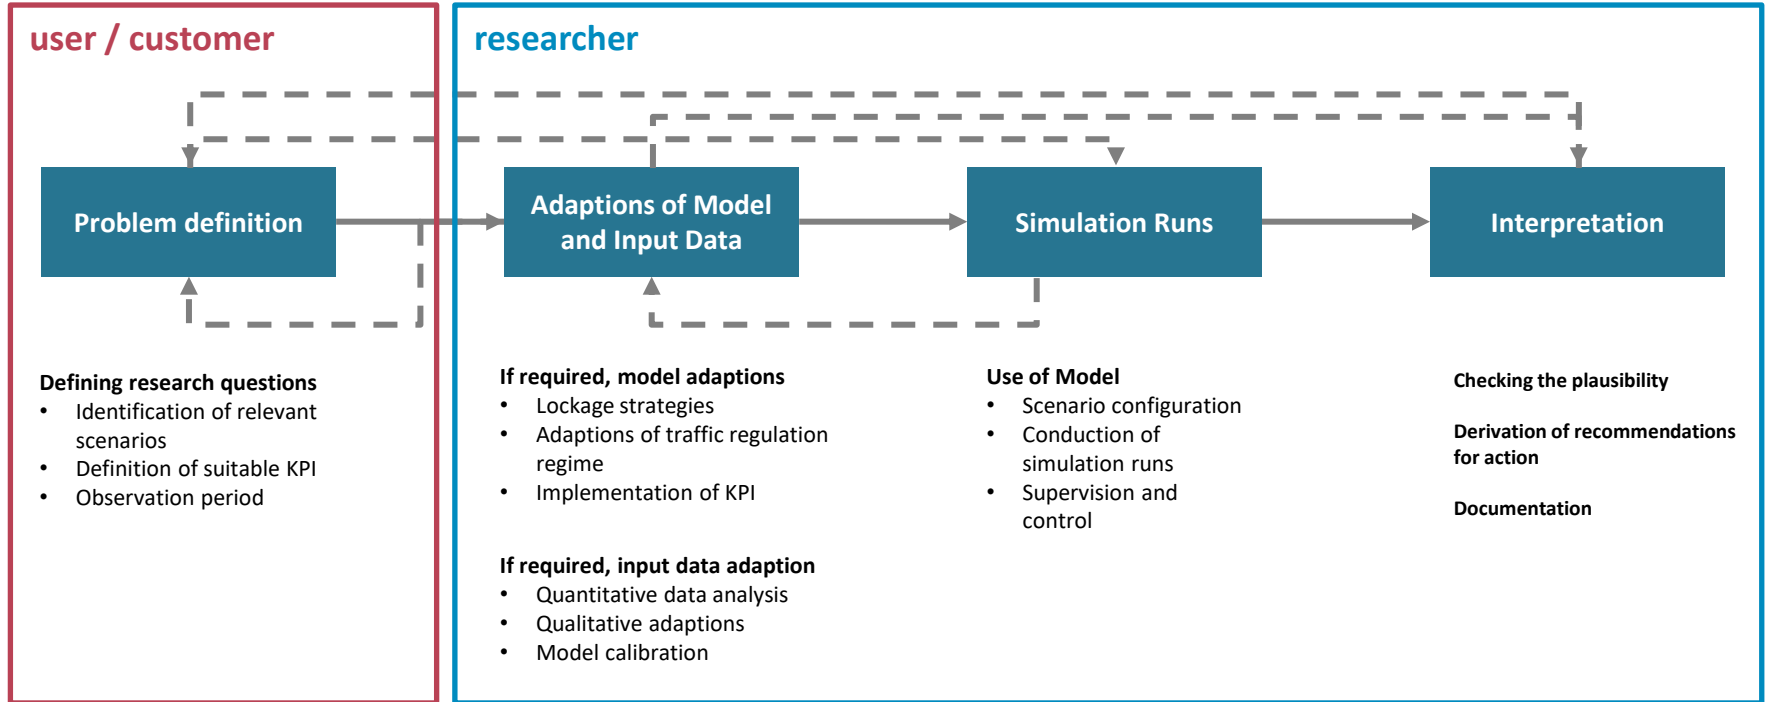 user / customer
researcher
Problem definition
Adaptions of Model
and Input Data
Simulation Runs
Interpretation
Defining research questions
• Identification of relevant
scenarios
• Definition of suitable KPI
• Observation period
If required, model adaptions
• Lockage strategies
• Adaptions of traffic regulation
regime
• Implementation of KPI
If required, input data adaption
• Quantitative data analysis
• Qualitative adaptions
• Model calibration
Use of Model
• Scenario configuration
• Conduction of
simulation runs
• Supervision and
control
Checking the plausibility
Derivation of recommendations
for action
Documentation